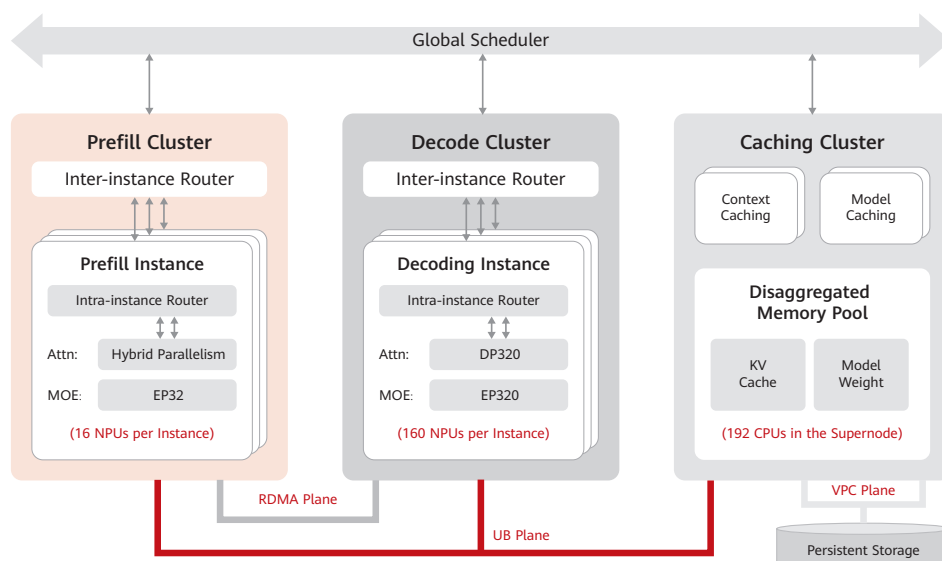 Global Scheduler
Prefill Cluster
Inter-instance Router
Prefill Instance
Intra-instance Router
Attn:
Hybrid Parallelism
MOE:
EP32
(16 NPUs per Instance)
Decode Cluster
Inter-instance Router
Decoding Instance
Intra-instance Router
Attn:
DP320
MOE:
EP320
(160 NPUs per Instance)
Caching Cluster
Context
Caching
Model
Caching
Disaggregated
Memory Pool
KV
Cache
Model
Weight
(192 CPUs in the Supernode)
RDMA Plane
UB Plane
VPC Plane
Persistent Storage